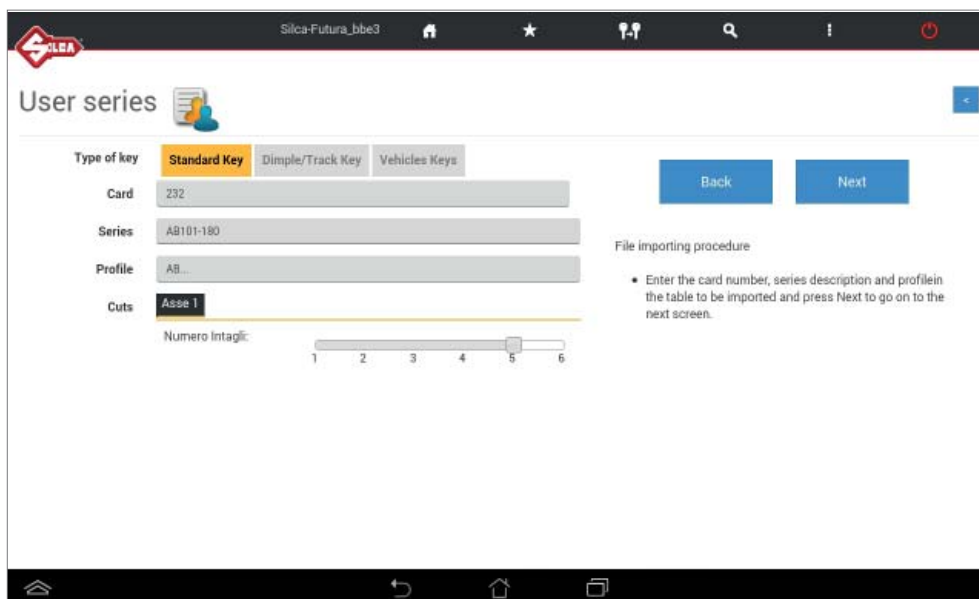 SILCA
Silca-Futura_bbe3
User series
<
Type of key
Standard Key
Dimple/Track Key
Vehicles Keys
Back
Next
Card
232
Series
AB101-180
File importing procedure
Profile
AB...
• Enter the card number, series description and profilein
the table to be imported and press Next to go on to the
next screen.
Cuts
Asse 1
Numero Intagli:
1 2 3 4 5 6